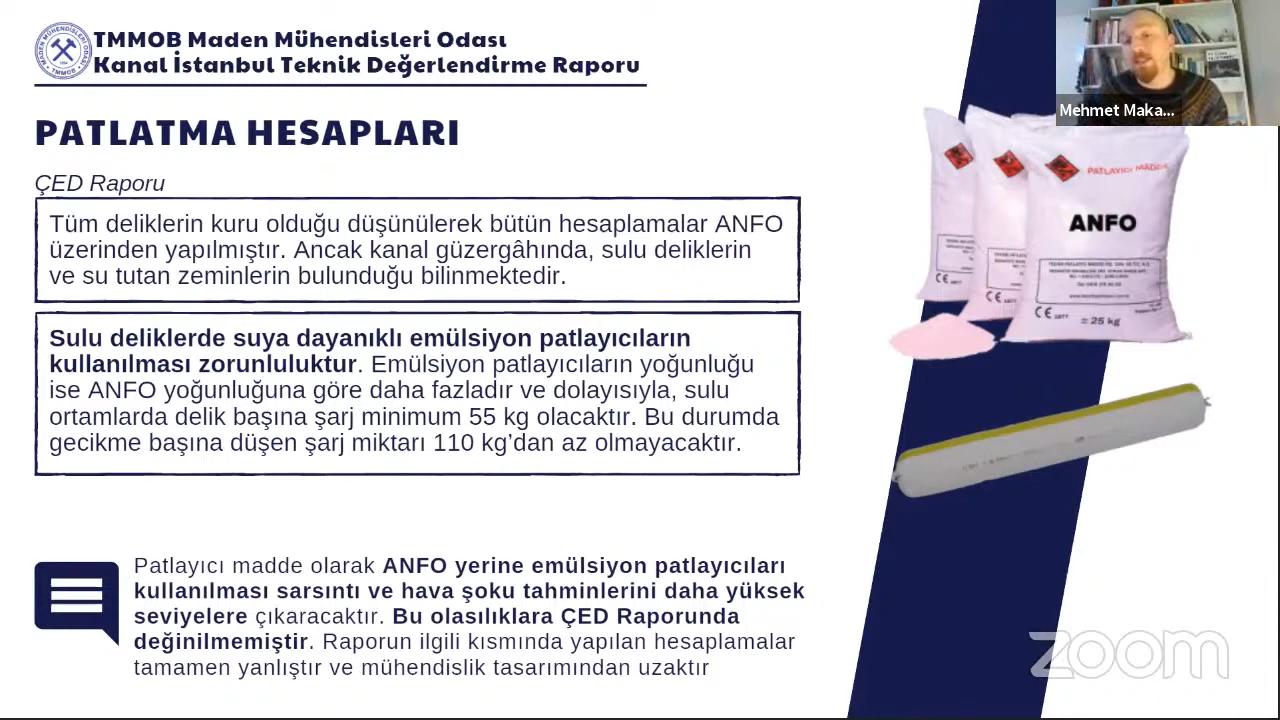 TMMOB Maden Mühendisleri Odası
Kanal İstanbul Teknik Değerlendirme Raporu
PATLATMA HESAPLARI
ÇED Raporu
Tüm deliklerin kuru olduğu düşünülerek bütün hesaplamalar ANFO
üzerinden yapılmıştır. Ancak kanal güzergâhında, sulu deliklerin
ve su tutan zeminlerin bulunduğu bilinmektedir.
Sulu deliklerde suya dayanıklı emülsiyon patlayıcıların
kullanılması zorunluluktur. Emülsiyon patlayıcıların yoğunluğu
ise ANFO yoğunluğuna göre daha fazladır ve dolayısıyla, sulu
ortamlarda delik başına şarj minimum 55 kg olacaktır. Bu durumda
gecikme başına düşen şarj miktarı 110 kg'dan az olmayacaktır.
Patlayıcı madde olarak ANFO yerine emülsiyon patlayıcıları
kullanılması sarsıntı ve hava şoku tahminlerini daha yüksek
seviyelere çıkaracaktır. Bu olasılıklara ÇED Raporunda
değinilmemiştir. Raporun ilgili kısmında yapılan hesaplamalar
tamamen yanlıştır ve mühendislik tasarımından uzaktır
Mehmet Maka...
PATLAYICI MADDE
ANFO
= 25 kg
zoom